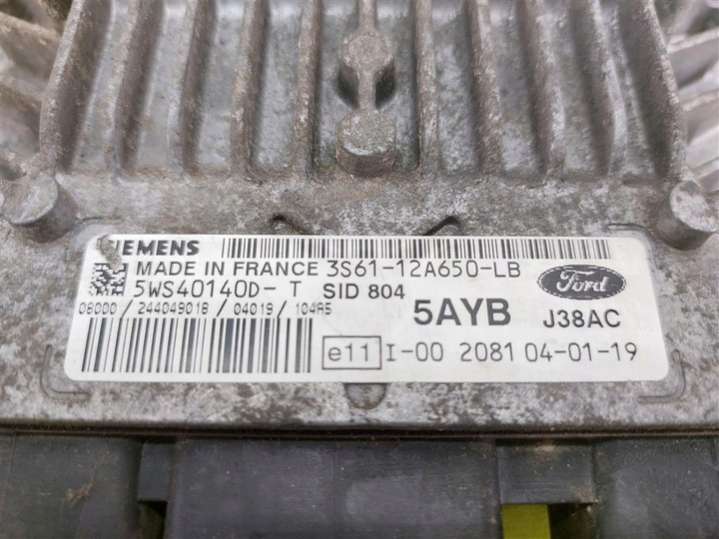 SIEMENS
MADE IN FRANCE 3S61-12A650-LB
5WS40140D- T SID 804
08000 / 244049018 / 04019 / 104A5
5AYB J38AC
Ford
e11 I-00 2081 04-01-19